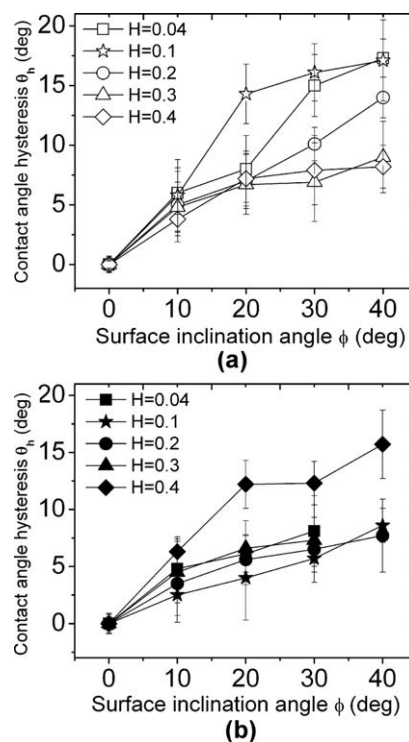 Contact angle hysteresis θh (deg)
20
15
10
5
0
H=0.04
H=0.1
H=0.2
H=0.3
H=0.4
0 10 20 30 40
Surface inclination angle ϕ (deg)
(a)
Contact angle hysteresis θh (deg)
20
15
10
5
0
H=0.04
H=0.1
H=0.2
H=0.3
H=0.4
0 10 20 30 40
Surface inclination angle ϕ (deg)
(b)